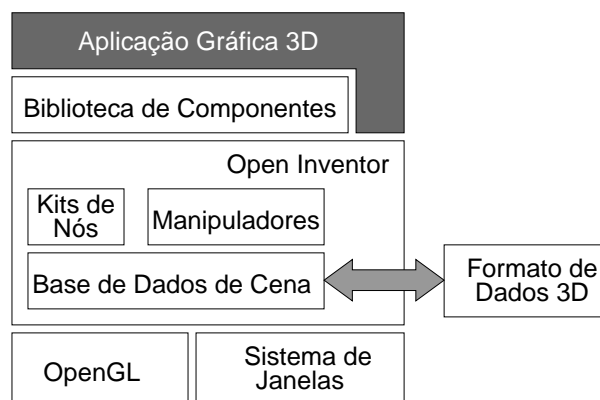 Aplicação Gráfica 3D
Biblioteca de Componentes
Open Inventor
Kits de
Nós
Manipuladores
Base de Dados de Cena
Formato de
Dados 3D
OpenGL
Sistema de
Janelas